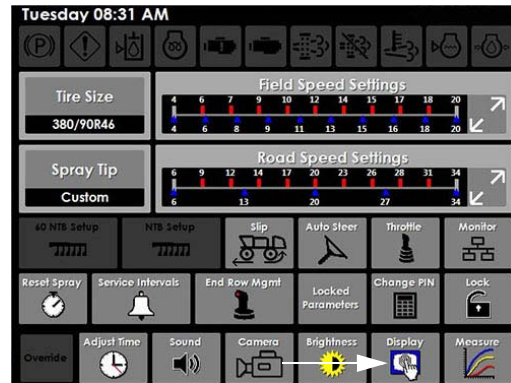 Tuesday 08:31 AM
Tire Size
380/90R46
Field Speed Settings
4 6 7 9 10 12 14 15 17 18 20
4 6 8 9 11 13 15 16 18 20
Spray Tip
Custom
Road Speed Settings
6 9 12 14 17 20 23 26 28 31 34
6 13 20 27 34
60 NTB Setup
NTB Setup
Slip
Auto Steer
Throttle
Monitor
Reset Spray
Service Intervals
End Row Mgmt
Locked
Parameters
Change PIN
Lock
Override
Adjust Time
Sound
Camera
Brightness
Display
Measure